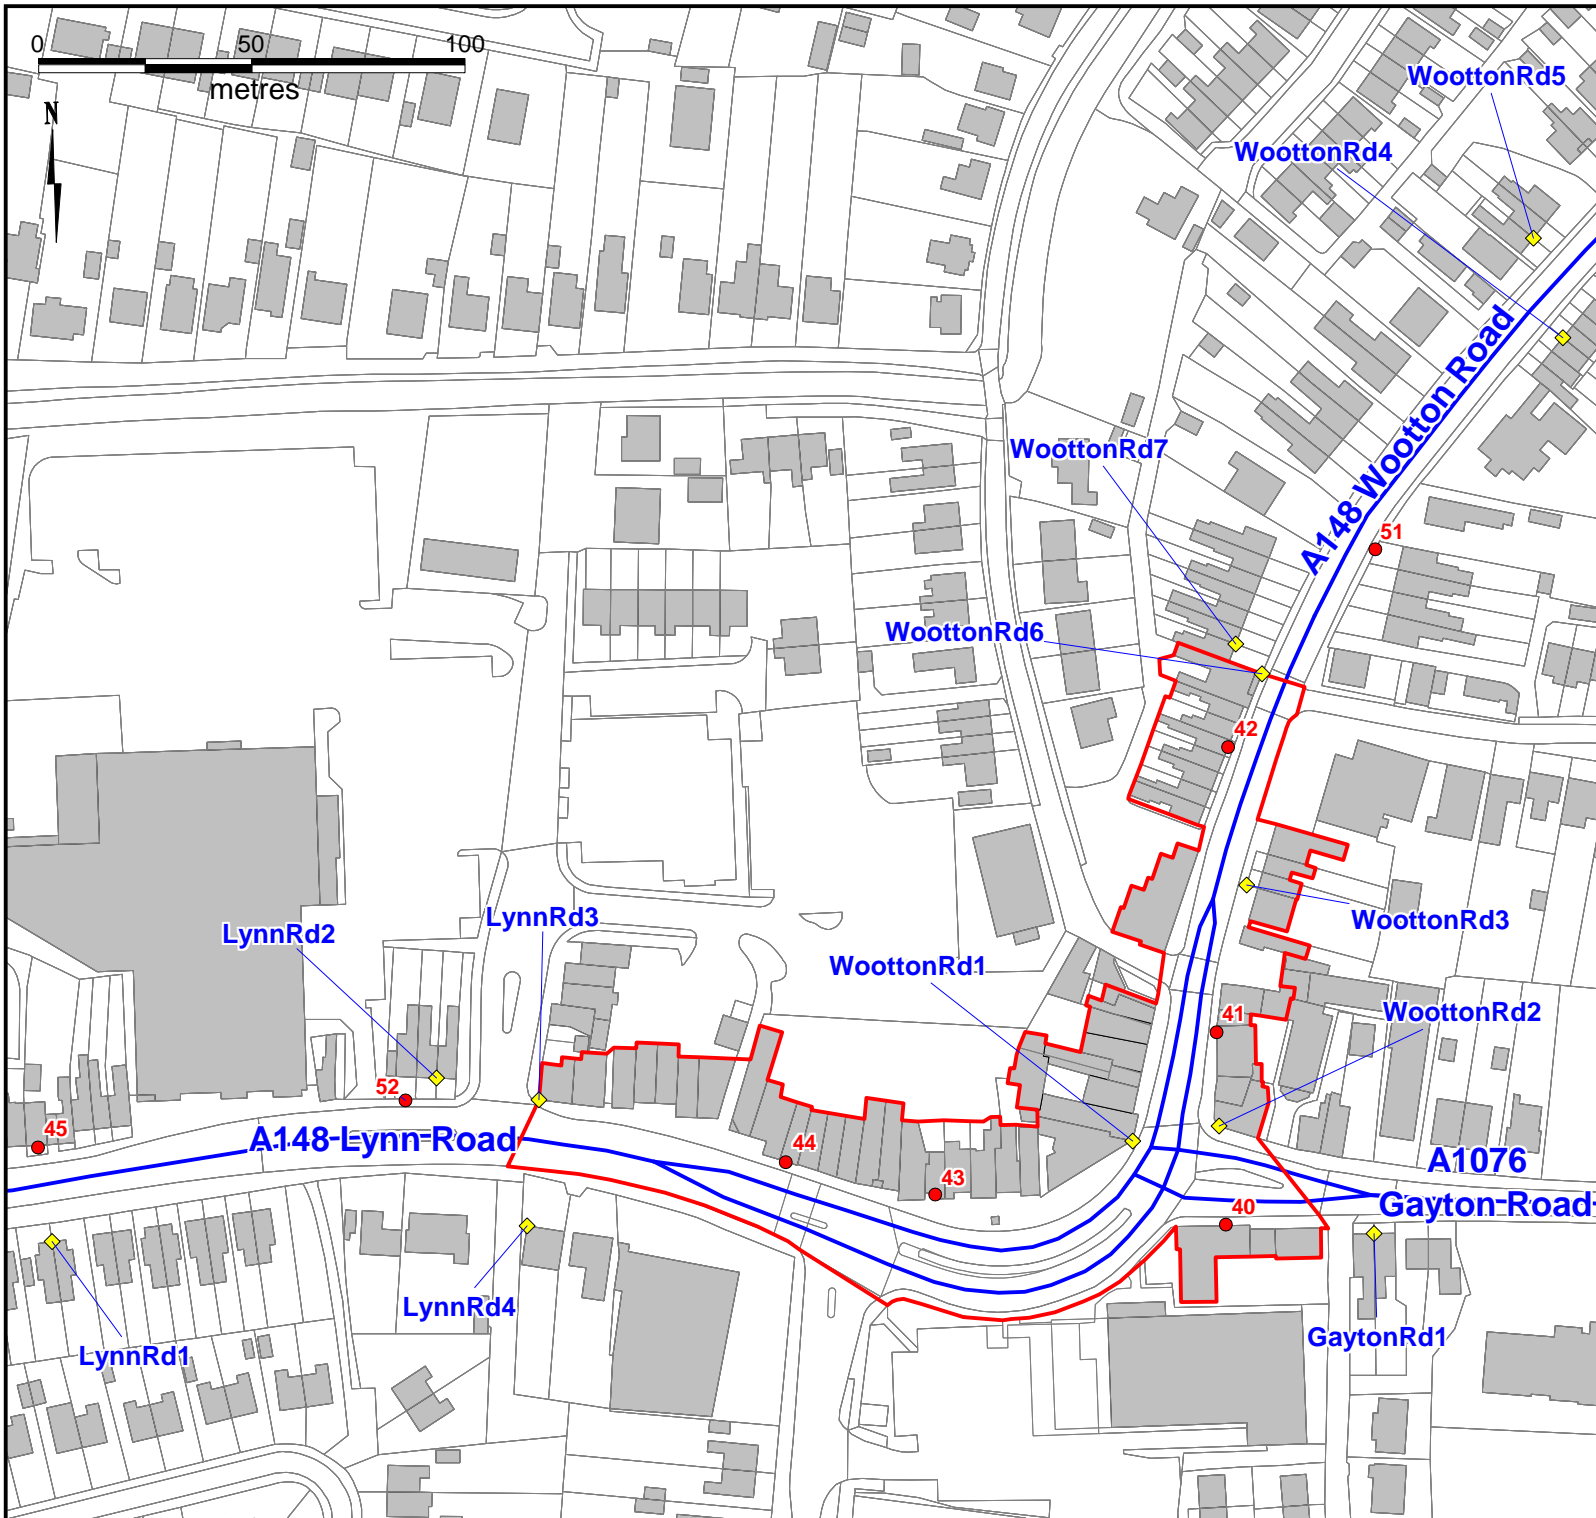 0 50 100
metres
N
WoottonRd5
WoottonRd4
A148 Wootton Road
WoottonRd7
51
WoottonRd6
42
LynnRd3
WoottonRd3
LynnRd2
WoottonRd1
WoottonRd2
41
52
45
A148 Lynn Road
44
A1076
43
Gayton Road
40
LynnRd4
GaytonRd1
LynnRd1